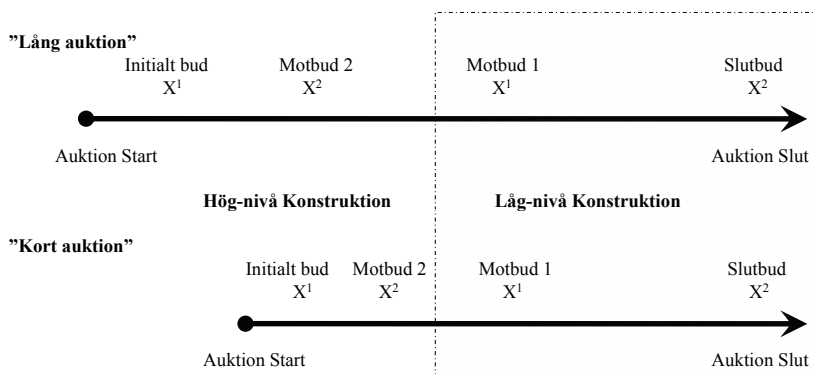 ”Lång auktion”
Initialt bud Motbud 2 Motbud 1 Slutbud
X¹ X² X¹ X²
Auktion Start Auktion Slut
Hög-nivå Konstruktion Låg-nivå Konstruktion
”Kort auktion”
Initialt bud Motbud 2 Motbud 1 Slutbud
X¹ X² X¹ X²
Auktion Start Auktion Slut